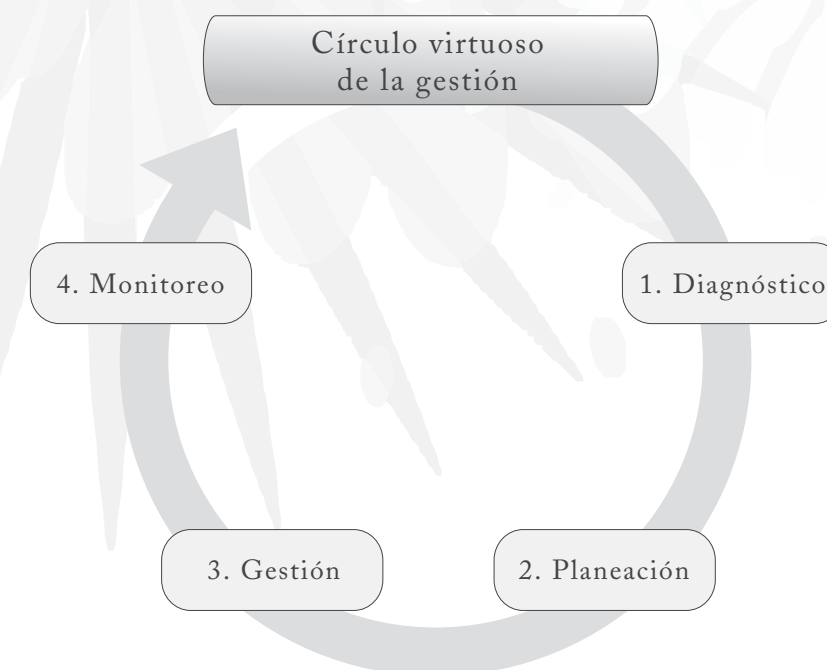 Círculo virtuoso
de la gestión
4. Monitoreo
1. Diagnóstico
3. Gestión
2. Planeación